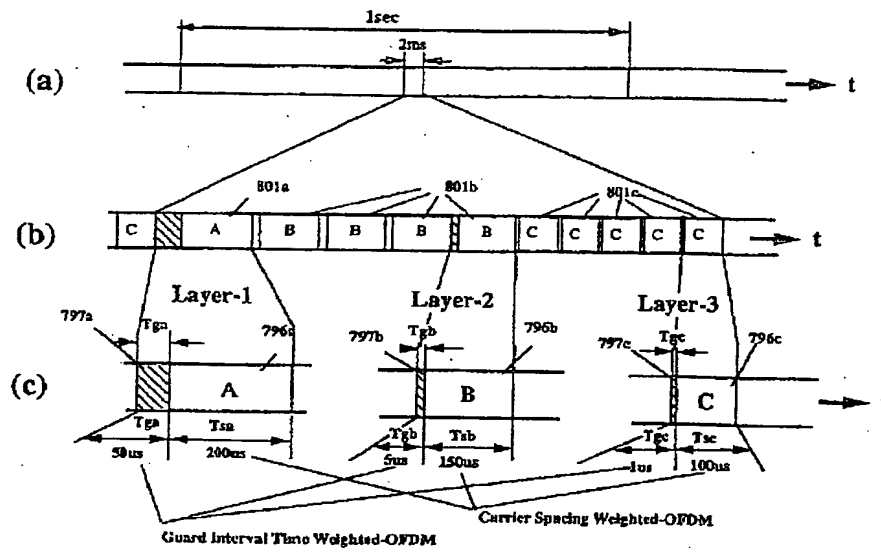 1sec
2ms
(a)
t
801a
801b
801c
(b)
C
A
B
B
B
B
C
C
C
C
C
t
Layer-1
Layer-2
Layer-3
797a
Tga
796a
797b
Tgb
796b
797c
Tgc
796c
(c)
A
B
C
Tga
Tsa
Tgb
Tsb
Tgc
Tsc
50us
200us
5us
150us
1us
100us
Carrier Spacing Weighted-OFDM
Guard Interval Time Weighted-OFDM